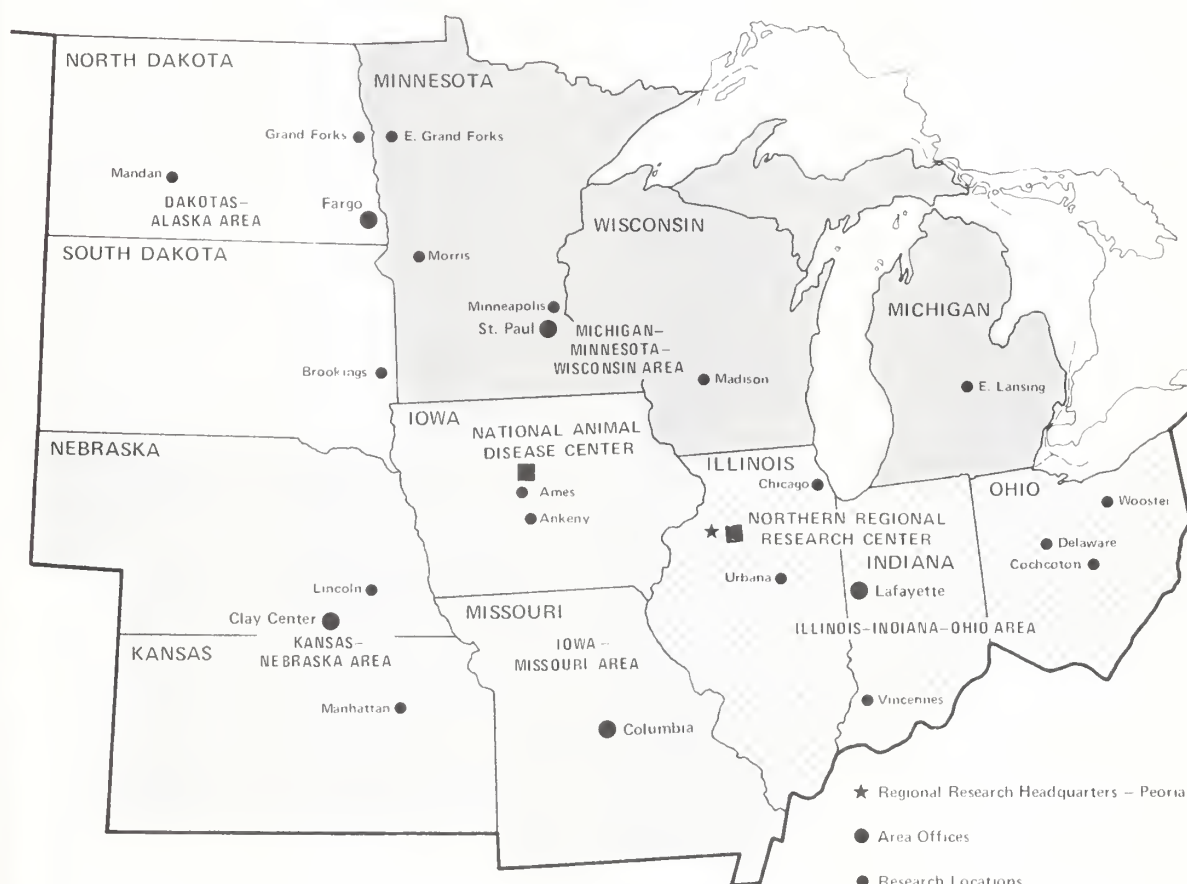 NORTH DAKOTA
MINNESOTA
Grand Forks
E. Grand Forks
Mandan
DAKOTAS–
ALASKA AREA
Fargo
WISCONSIN
SOUTH DAKOTA
Morris
Minneapolis
St. Paul
MICHIGAN–
MINNESOTA–
WISCONSIN AREA
MICHIGAN
Brookings
Madison
E. Lansing
IOWA
NATIONAL ANIMAL
DISEASE CENTER
NEBRASKA
ILLINOIS
Chicago
OHIO
Ames
Ankeny
Wooster
NORTHERN REGIONAL
RESEARCH CENTER
Delaware
Cochcoton
INDIANA
Urbana
Lafayette
Lincoln
Clay Center
MISSOURI
ILLINOIS–INDIANA–OHIO AREA
KANSAS–
NEBRASKA AREA
KANSAS
IOWA–
MISSOURI AREA
Manhattan
Vincennes
Columbia
★ Regional Research Headquarters – Peoria
● Area Offices
● Research Locations